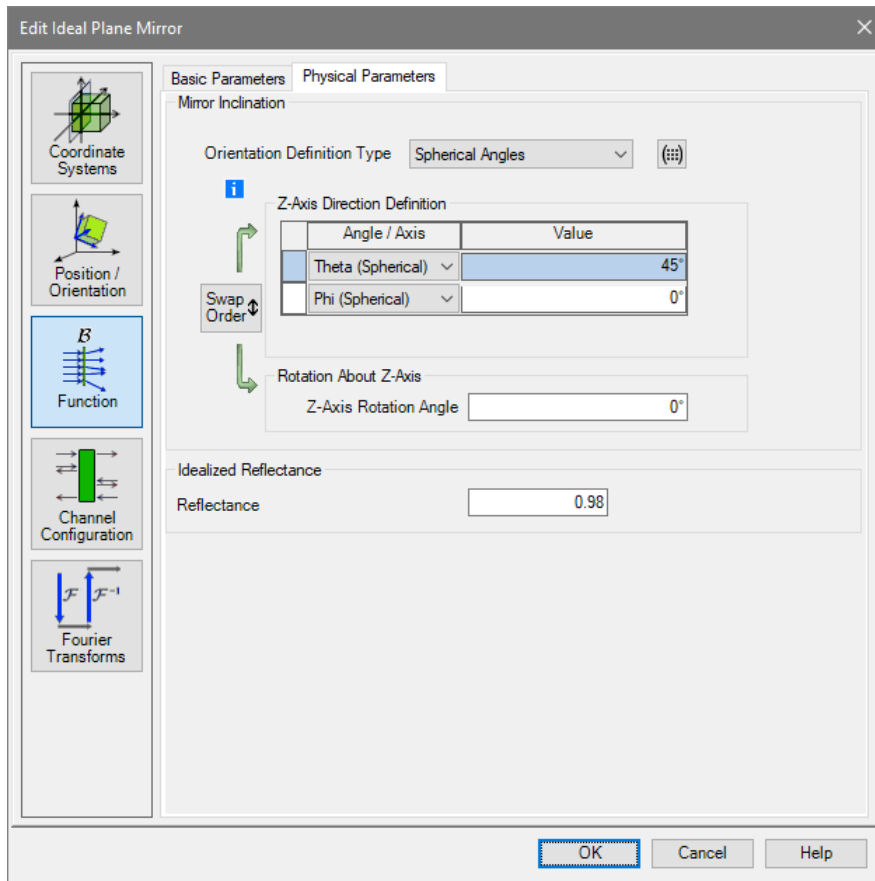 Edit Ideal Plane Mirror
Coordinate
Systems
Position /
Orientation
B
Function
Channel
Configuration
F F⁻¹
Fourier
Transforms
Basic Parameters Physical Parameters
Mirror Inclination
Orientation Definition Type Spherical Angles
i
Z-Axis Direction Definition
Angle / Axis Value
Theta (Spherical) 45°
Phi (Spherical) 0°
Swap
Order
Rotation About Z-Axis
Z-Axis Rotation Angle 0°
Idealized Reflectance
Reflectance 0.98
OK Cancel Help